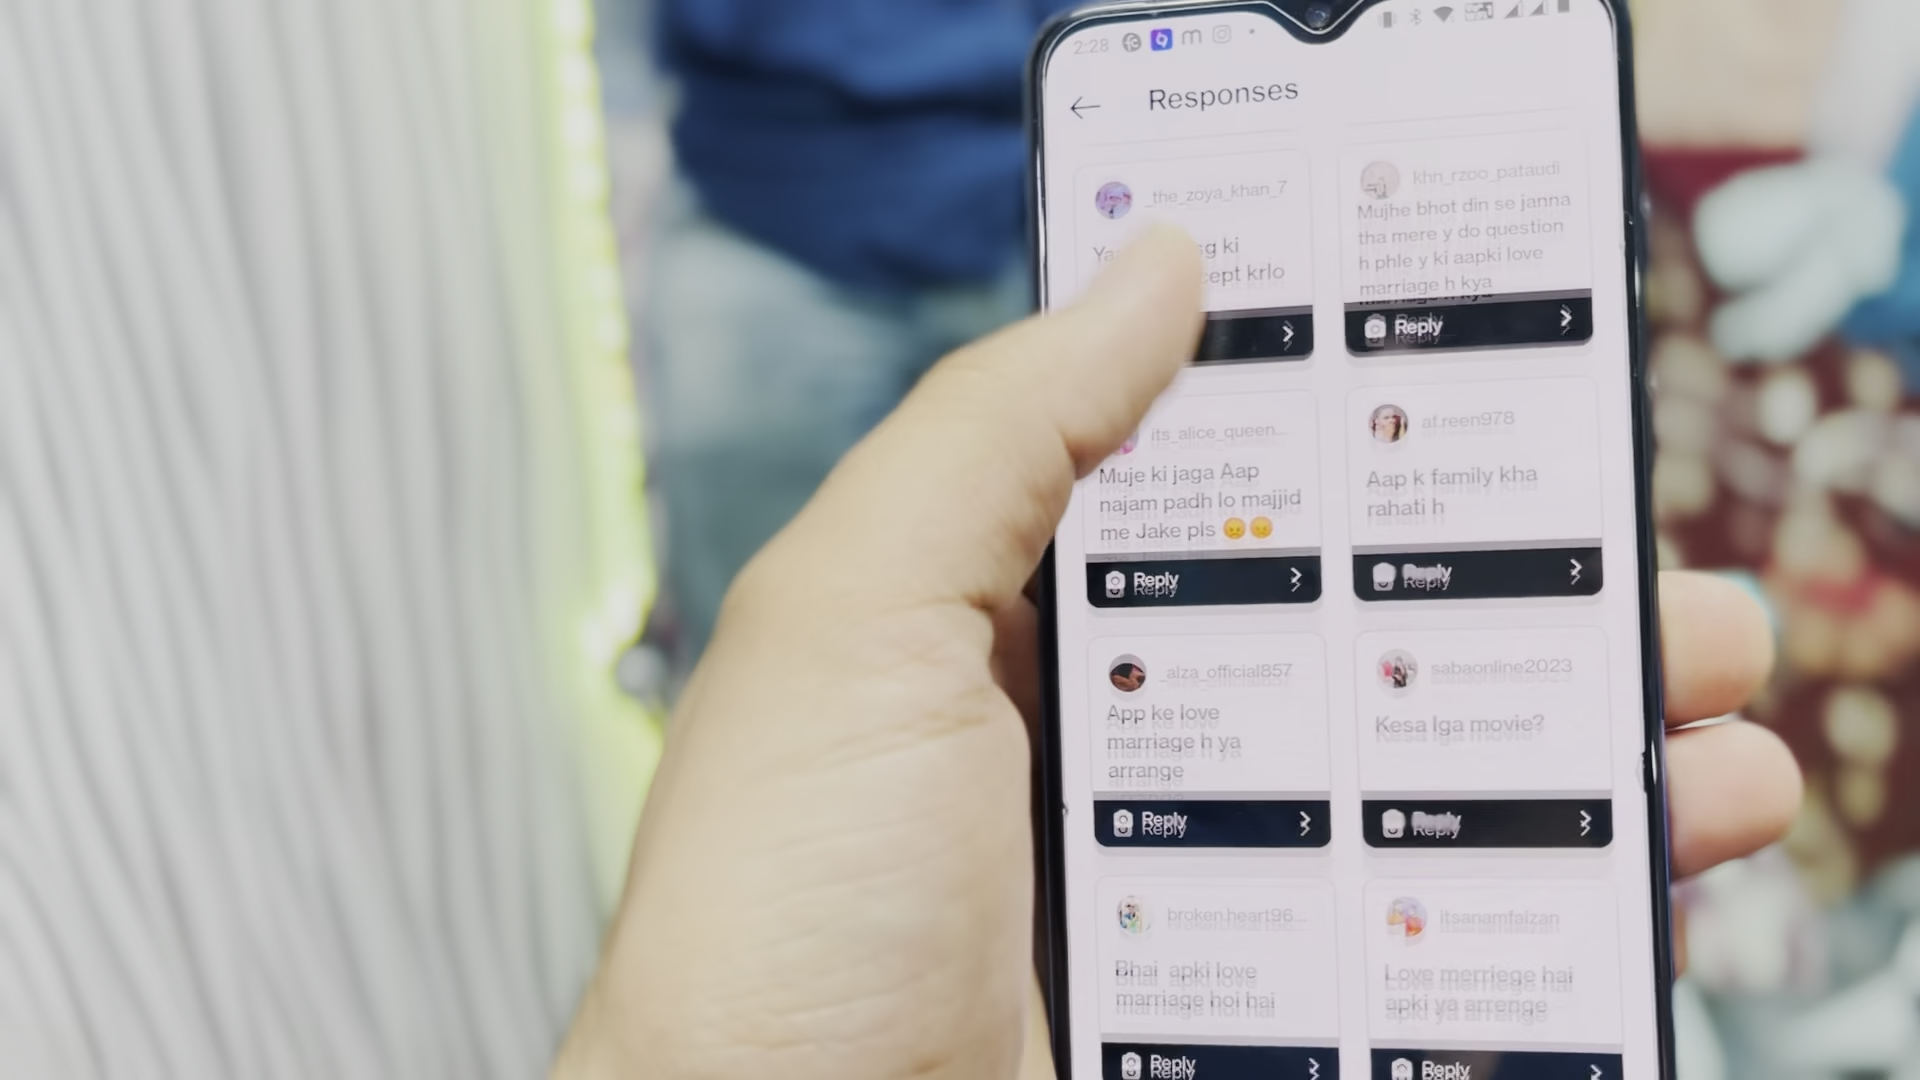 2:28
Responses
_the_zoya_khan_7
sg ki
krlo
khn_rzoo_pataudi
Mujhe bhot din se janna
tha mere y do question
h phle y ki aapki love
marriage h kya
Reply
its_alice_queen...
Muje ki jaga Aap
najam padh lo majjid
me Jake pls 😡😡
Reply
af.reen978
Aap k family kha
rahati h
Reply
_alza_official857
App ke love
marriage h ya
arrange
Reply
sabaonline2023
Kesa lga movie?
Reply
broken.heart96...
Bhai apki love
marriage hoi hai
Reply
itsanamfaizan
Love merriege hai
apki ya arrenge
Reply